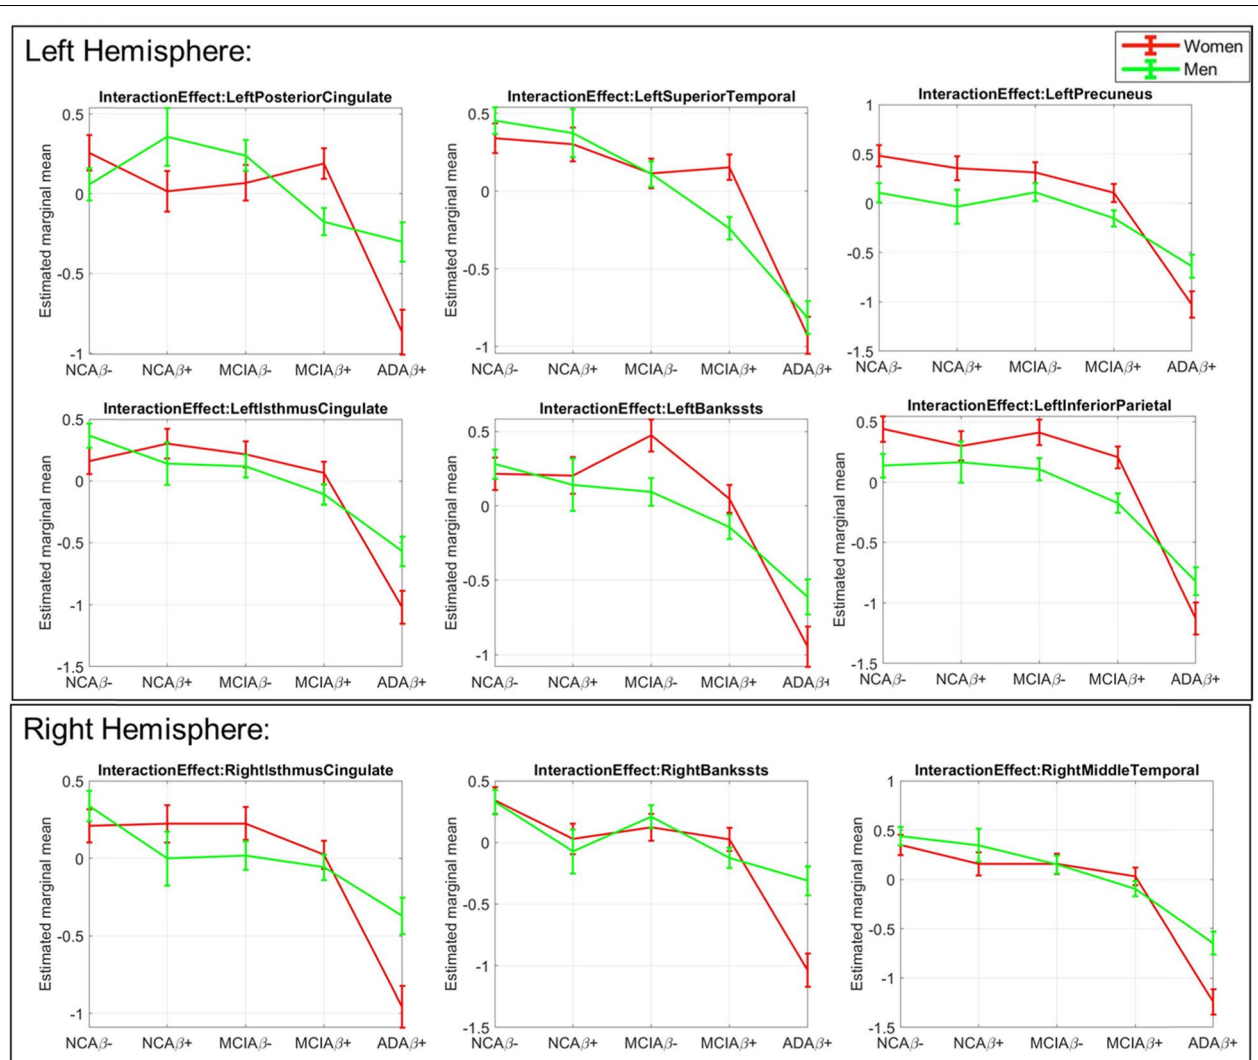 Left Hemisphere:
Women
Men
InteractionEffect:LeftPosteriorCingulate
Estimated marginal mean
0.5
0
-0.5
-1
NCAβ- NCAβ+ MCIAβ- MCIAβ+ ADAβ+
InteractionEffect:LeftSuperiorTemporal
Estimated marginal mean
0.5
0
-0.5
-1
NCAβ- NCAβ+ MCIAβ- MCIAβ+ ADAβ+
InteractionEffect:LeftPrecuneus
Estimated marginal mean
1
0.5
0
-0.5
-1
-1.5
NCAβ- NCAβ+ MCIAβ- MCIAβ+ ADAβ+
InteractionEffect:LeftIsthmusCingulate
Estimated marginal mean
0.5
0
-0.5
-1
-1.5
NCAβ- NCAβ+ MCIAβ- MCIAβ+ ADAβ+
InteractionEffect:LeftBankssts
Estimated marginal mean
0.5
0
-0.5
-1
NCAβ- NCAβ+ MCIAβ- MCIAβ+ ADAβ+
InteractionEffect:LeftInferiorParietal
Estimated marginal mean
0.5
0
-0.5
-1
-1.5
NCAβ- NCAβ+ MCIAβ- MCIAβ+ ADAβ+
Right Hemisphere:
InteractionEffect:RightIsthmusCingulate
Estimated marginal mean
0.5
0
-0.5
-1
NCAβ- NCAβ+ MCIAβ- MCIAβ+ ADAβ+
InteractionEffect:RightBankssts
Estimated marginal mean
0.5
0
-0.5
-1
-1.5
NCAβ- NCAβ+ MCIAβ- MCIAβ+ ADAβ+
InteractionEffect:RightMiddleTemporal
Estimated marginal mean
1
0.5
0
-0.5
-1
-1.5
NCAβ- NCAβ+ MCIAβ- MCIAβ+ ADAβ+